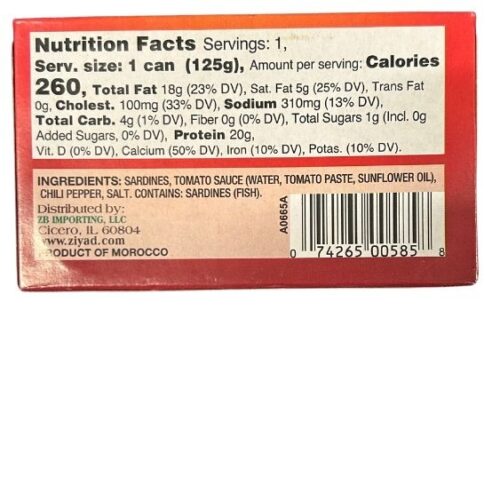 Nutrition Facts Servings: 1,
Serv. size: 1 can (125g), Amount per serving: Calories
260, Total Fat 18g (23% DV), Sat. Fat 5g (25% DV), Trans Fat
0g, Cholest. 100mg (33% DV), Sodium 310mg (13% DV),
Total Carb. 4g (1% DV), Fiber 0g (0% DV), Total Sugars 1g (Incl. 0g
Added Sugars, 0% DV), Protein 20g,
Vit. D (0% DV), Calcium (50% DV), Iron (10% DV), Potas. (10% DV).
INGREDIENTS: SARDINES, TOMATO SAUCE (WATER, TOMATO PASTE, SUNFLOWER OIL),
CHILI PEPPER, SALT. CONTAINS: SARDINES (FISH).
Distributed by:
ZB IMPORTING, LLC
Cicero, IL 60804
www.ziyad.com
PRODUCT OF MOROCCO
A0665A
0 74265 00585 8